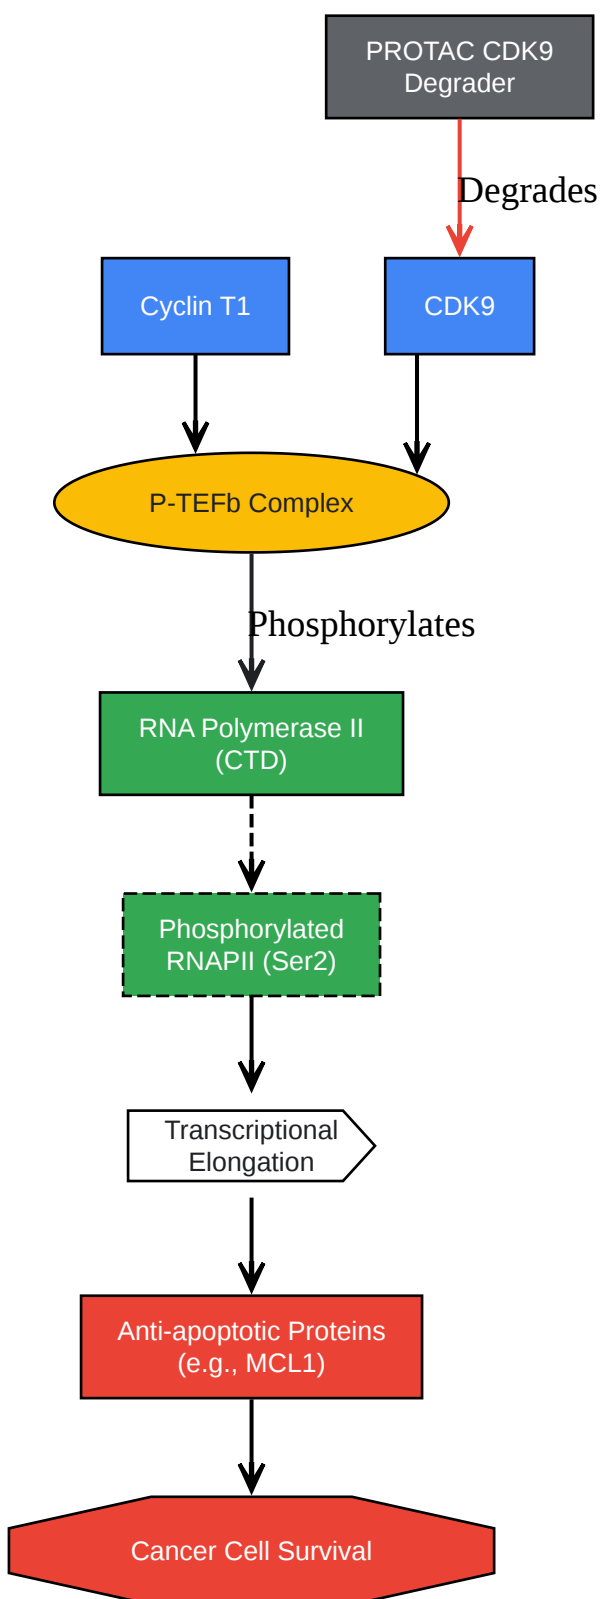 PROTAC CDK9
Degrader
Degrades
Cyclin T1
CDK9
P-TEFb Complex
Phosphorylates
RNA Polymerase II
(CTD)
Phosphorylated
RNAPII (Ser2)
Transcriptional
Elongation
Anti-apoptotic Proteins
(e.g., MCL1)
Cancer Cell Survival